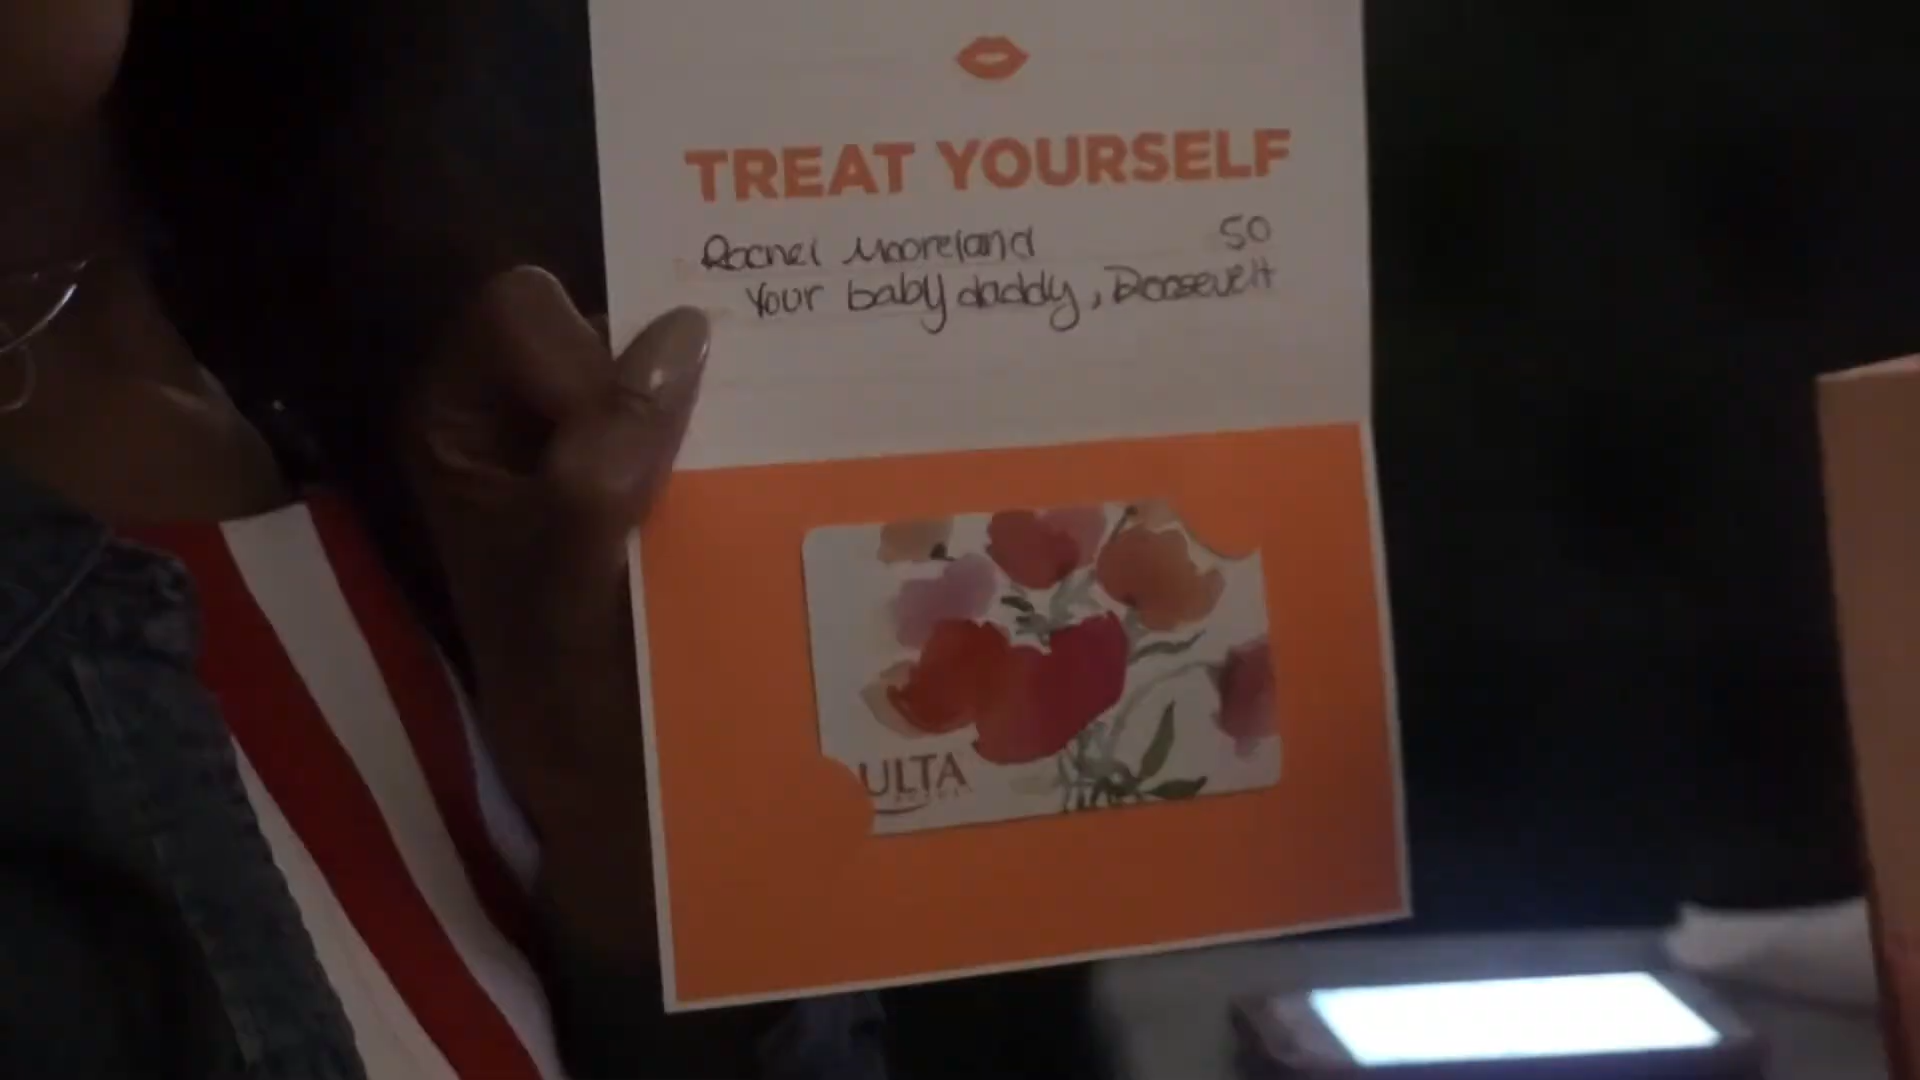 TREAT YOURSELF
Rachel Mooreland 50
Your baby daddy, Roosevelt
ULTA